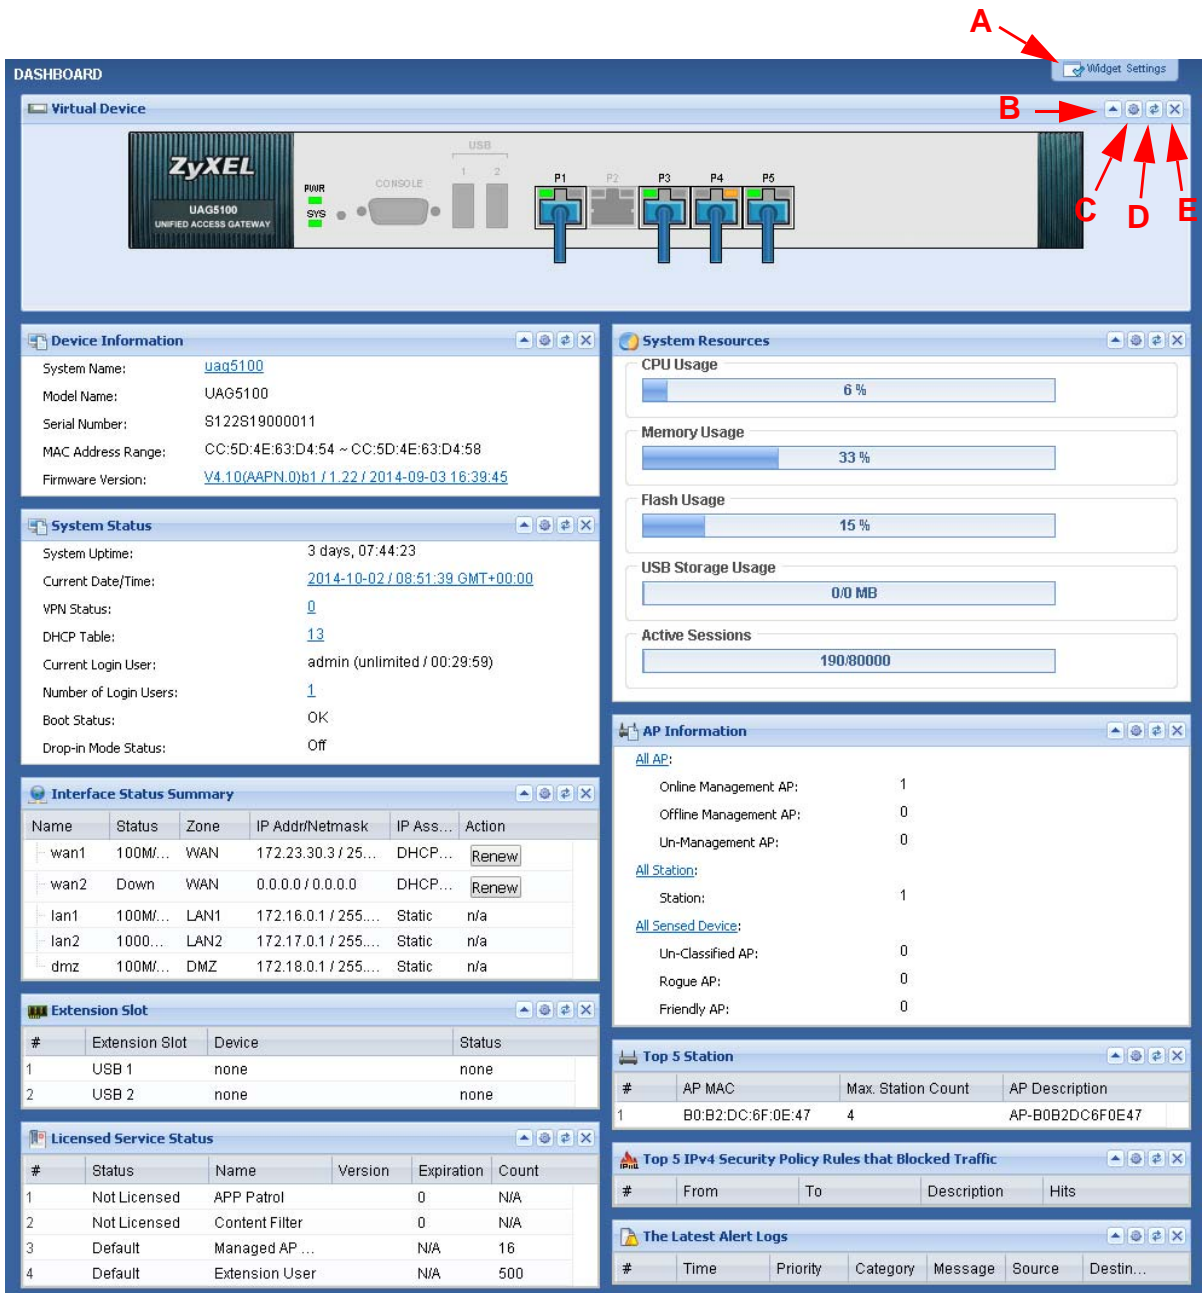 A
DASHBOARD
Widget Settings
Virtual Device
B
USB
ZyXEL
PWR
CONSOLE
1 2
P1 P2 P3 P4 P5
UAG5100
SYS
UNIFIED ACCESS GATEWAY
C D E
Device Information
System Name: uag5100
Model Name: UAG5100
Serial Number: S122S19000011
MAC Address Range: CC:5D:4E:63:D4:54 ~ CC:5D:4E:63:D4:58
Firmware Version: V4.10(AAPN.0)b1 / 1.22 / 2014-09-03 16:39:45
System Status
System Uptime: 3 days, 07:44:23
Current Date/Time: 2014-10-02 / 08:51:39 GMT+00:00
VPN Status: 0
DHCP Table: 13
Current Login User: admin (unlimited / 00:29:59)
Number of Login Users: 1
Boot Status: OK
Drop-in Mode Status: Off
Interface Status Summary
Name Status Zone IP Addr/Netmask IP Ass... Action
wan1 100M/... WAN 172.23.30.3 / 25... DHCP... Renew
wan2 Down WAN 0.0.0.0 / 0.0.0.0 DHCP... Renew
lan1 100M/... LAN1 172.16.0.1 / 255.... Static n/a
lan2 1000... LAN2 172.17.0.1 / 255.... Static n/a
dmz 100M/... DMZ 172.18.0.1 / 255.... Static n/a
Extension Slot
# Extension Slot Device Status
1 USB 1 none none
2 USB 2 none none
Licensed Service Status
# Status Name Version Expiration Count
1 Not Licensed APP Patrol 0 N/A
2 Not Licensed Content Filter 0 N/A
3 Default Managed AP ... N/A 16
4 Default Extension User N/A 500
System Resources
CPU Usage
6 %
Memory Usage
33 %
Flash Usage
15 %
USB Storage Usage
0/0 MB
Active Sessions
190/80000
AP Information
All AP:
Online Management AP: 1
Offline Management AP: 0
Un-Management AP: 0
All Station:
Station: 1
All Sensed Device:
Un-Classified AP: 0
Rogue AP: 0
Friendly AP: 0
Top 5 Station
# AP MAC Max. Station Count AP Description
1 B0:B2:DC:6F:0E:47 4 AP-B0B2DC6F0E47
Top 5 IPv4 Security Policy Rules that Blocked Traffic
# From To Description Hits
The Latest Alert Logs
# Time Priority Category Message Source Destin...